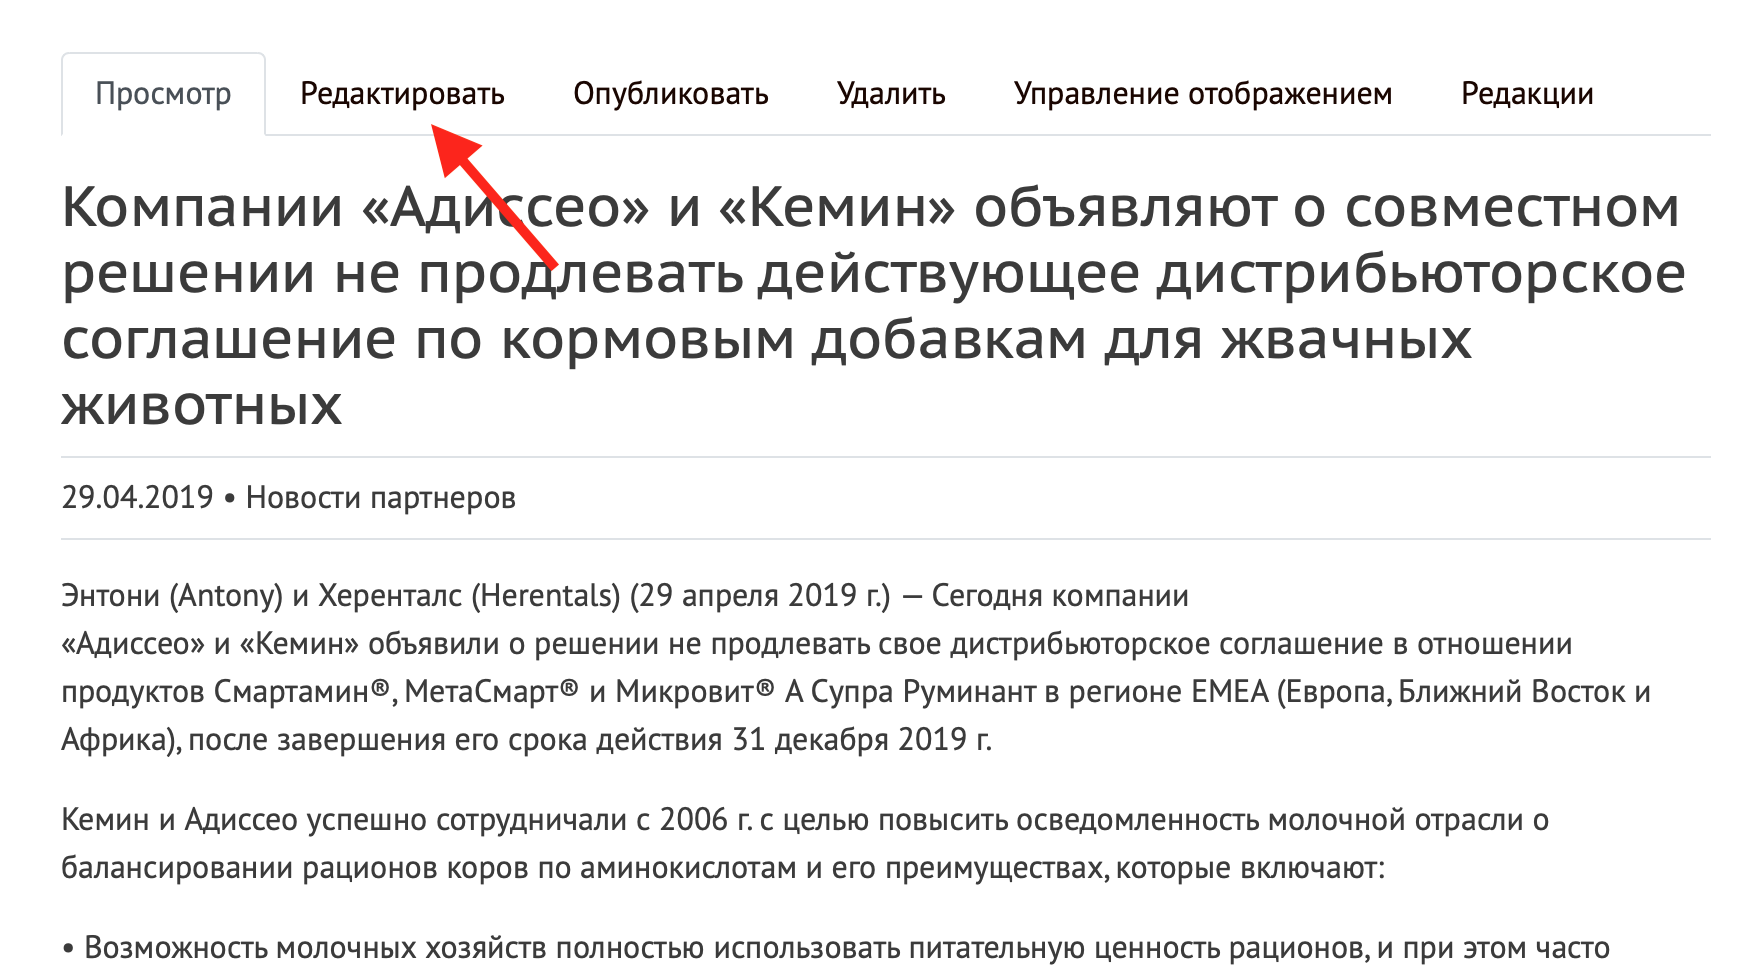 Просмотр Редактировать Опубликовать Удалить Управление отображением Редакции
Компании «Адиссео» и «Кемин» объявляют о совместном
решении не продлевать действующее дистрибьюторское
соглашение по кормовым добавкам для жвачных
животных
29.04.2019 • Новости партнеров
Энтони (Antony) и Херенталс (Herentals) (29 апреля 2019 г.) — Сегодня компании
«Адиссео» и «Кемин» объявили о решении не продлевать свое дистрибьюторское соглашение в отношении
продуктов Смартамин®, МетаСмарт® и Микровит® А Супра Руминант в регионе EMEA (Европа, Ближний Восток и
Африка), после завершения его срока действия 31 декабря 2019 г.
Кемин и Адиссео успешно сотрудничали с 2006 г. с целью повысить осведомленность молочной отрасли о
балансировании рационов коров по аминокислотам и его преимуществах, которые включают:
• Возможность молочных хозяйств полностью использовать питательную ценность рационов, и при этом часто